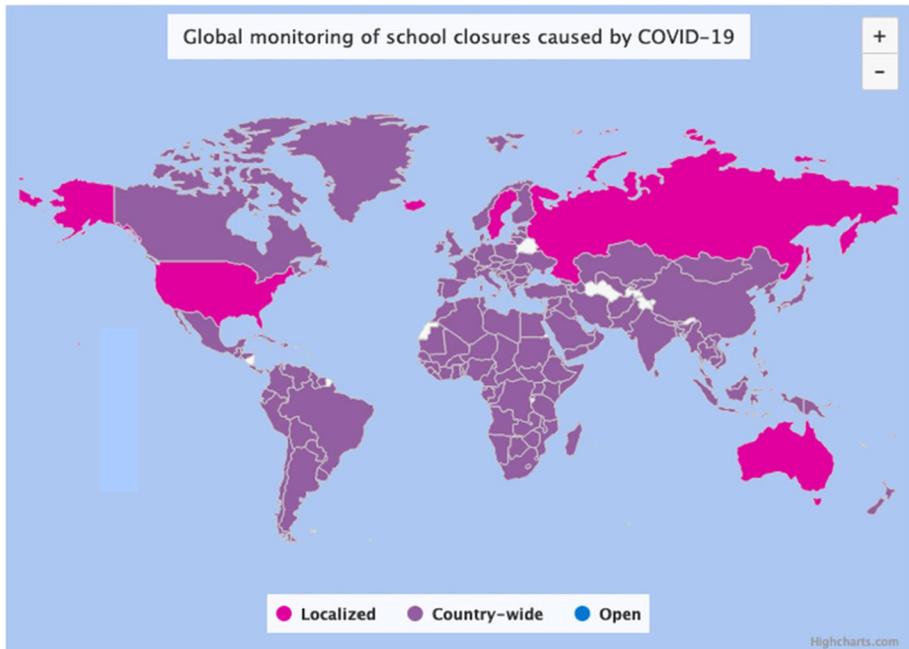 Global monitoring of school closures caused by COVID-19
+
−
Localized
Country-wide
Open
Highcharts.com